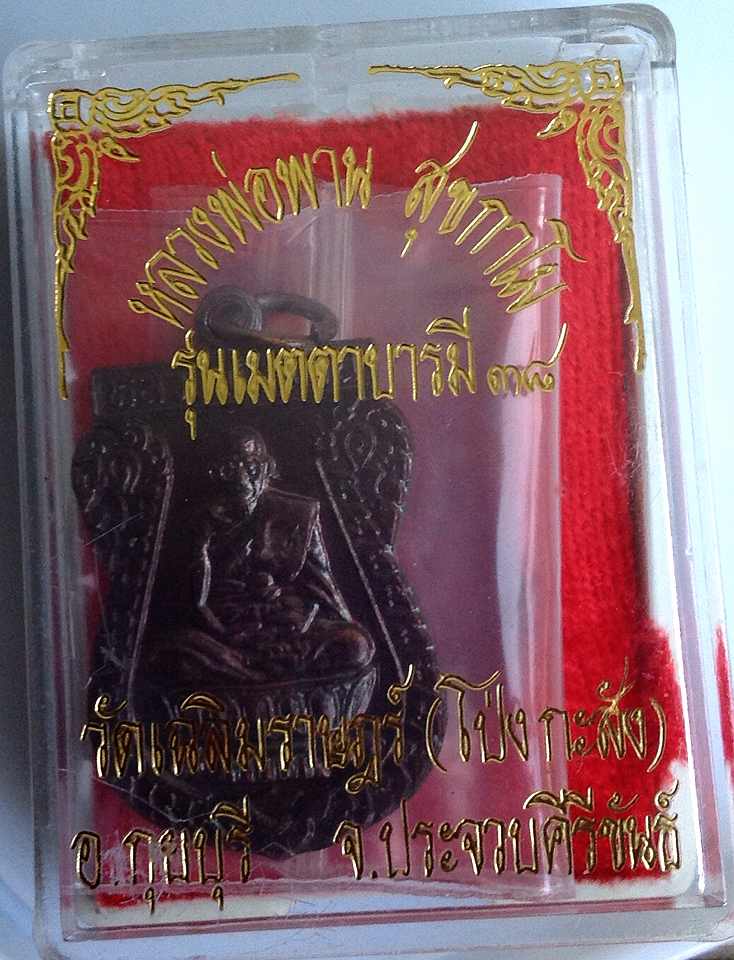 หลวงพ่อพาน สุขกาโม
รุ่นเมตตาบารมี ๓๘
วัดเฉลิมราษฎร์ (โป่งกะสัง)
อ.กุยบุรี จ.ประจวบคีรีขันธ์